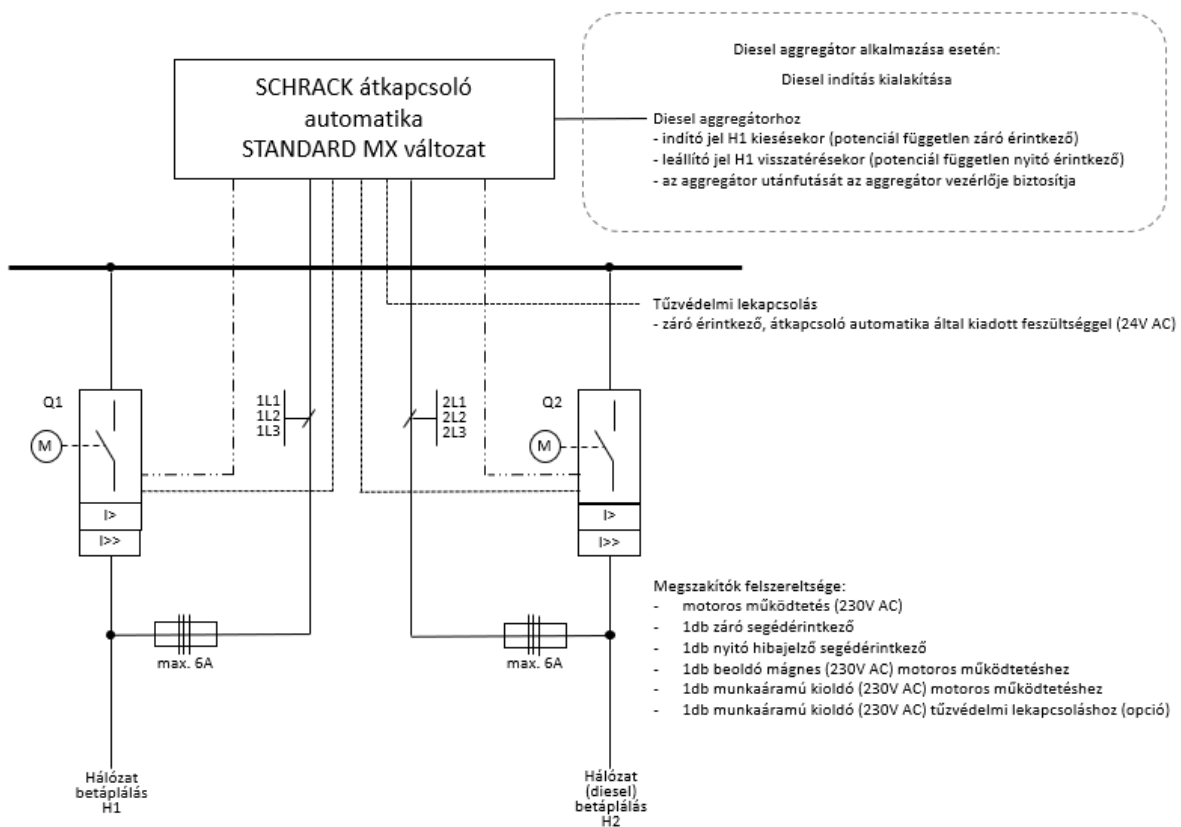 Diesel aggregátor alkalmazása esetén:
Diesel indítás kialakítása
SCHRACK átkapcsoló
automatika
STANDARD MX változat
Diesel aggregátorhoz
- indító jel H1 kiesésekor (potenciál független záró érintkező)
- leállító jel H1 visszatérésekor (potenciál független nyitó érintkező)
- az aggregátor utánfutását az aggregátor vezérlője biztosítja
Tűzvédelmi lekapcsolás
- záró érintkező, átkapcsoló automatika által kiadott feszültséggel (24V AC)
Q1
M
I>
I>>
1L1
1L2
1L3
2L1
2L2
2L3
Q2
M
I>
I>>
max. 6A
max. 6A
Megszakítók felszereltsége:
- motoros működtetés (230V AC)
- 1db záró segédérintkező
- 1db nyitó hibajelző segédérintkező
- 1db beoldó mágnes (230V AC) motoros működtetéshez
- 1db munkaáramú kioldó (230V AC) motoros működtetéshez
- 1db munkaáramú kioldó (230V AC) tűzvédelmi lekapcsoláshoz (opció)
Hálózat
betáplálás
H1
Hálózat
(diesel)
betáplálás
H2